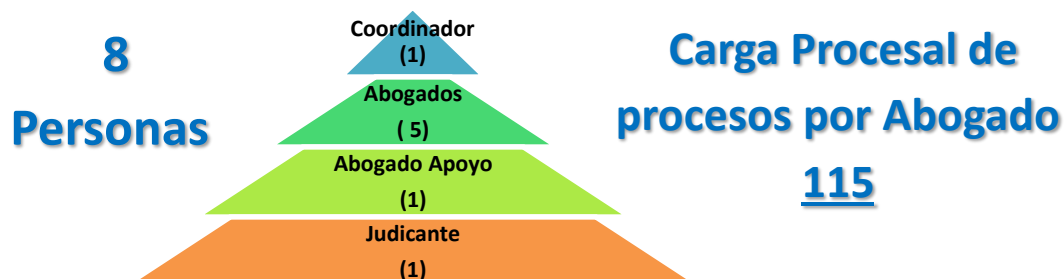 8
Personas
Coordinador
(1)
Abogados
( 5)
Abogado Apoyo
(1)
Judicante
(1)
Carga Procesal de
procesos por Abogado
115